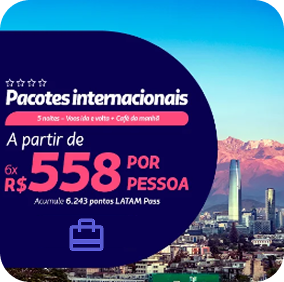 Pacotes internacionais
3 noites – Voos ida e volta + Café da manhã
A partir de
6x R$ 558 POR PESSOA
Acumule 6.243 pontos LATAM Pass